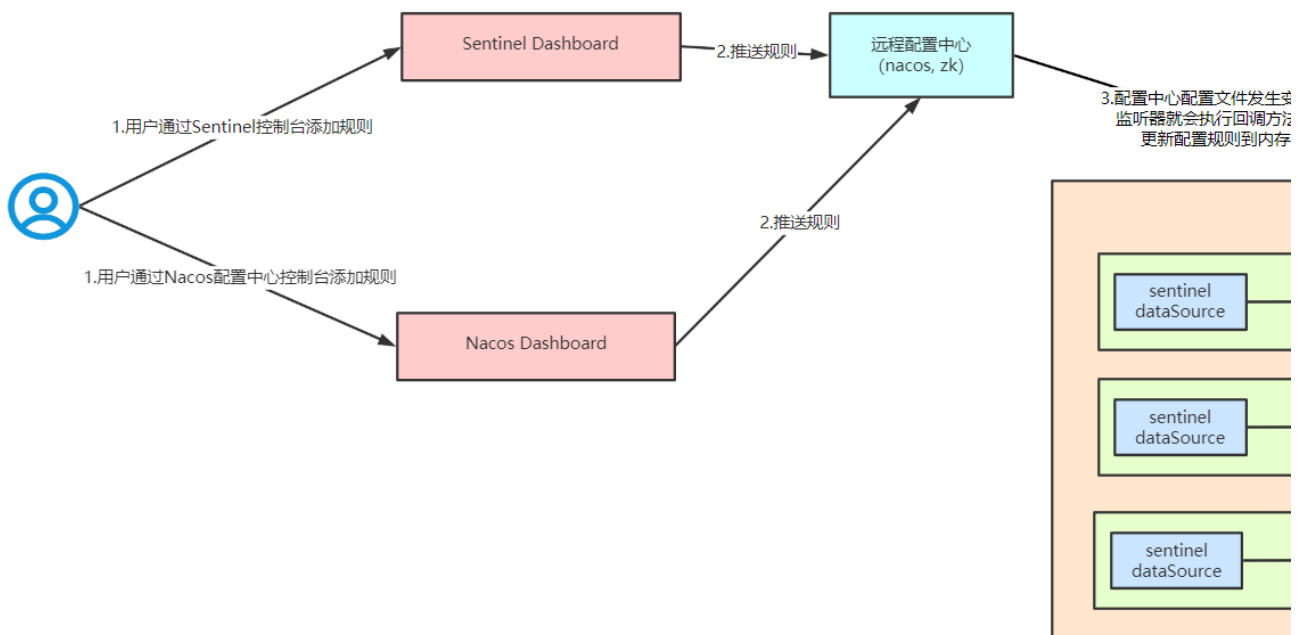 Sentinel Dashboard
2.推送规则
远程配置中心
(nacos, zk)
3.配置中心配置文件发生变
监听器就会执行回调方法
更新配置规则到内存
1.用户通过Sentinel控制台添加规则
2.推送规则
1.用户通过Nacos配置中心控制台添加规则
Nacos Dashboard
sentinel
dataSource
sentinel
dataSource
sentinel
dataSource